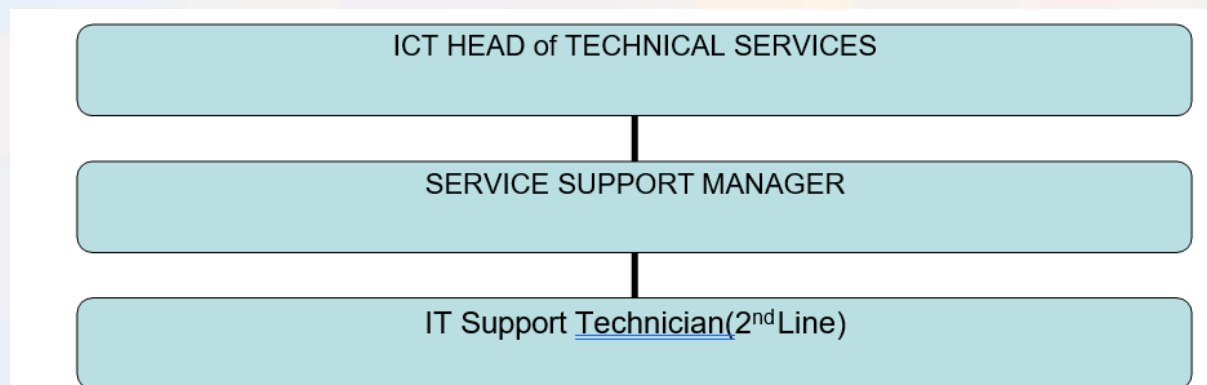 ICT HEAD of TECHNICAL SERVICES
SERVICE SUPPORT MANAGER
IT Support Technician(2nd Line)